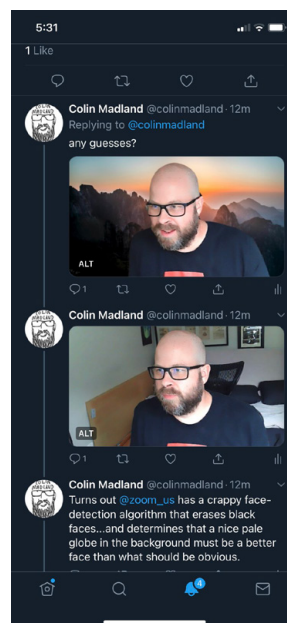 5:31
1 Like
Colin Madland @colinmadland · 12m
Replying to @colinmadland
any guesses?
ALT
1
Colin Madland @colinmadland · 12m
ALT
1
Colin Madland @colinmadland · 12m
Turns out @zoom_us has a crappy face-
detection algorithm that erases black
faces...and determines that a nice pale
globe in the background must be a better
face than what should be obvious.
4